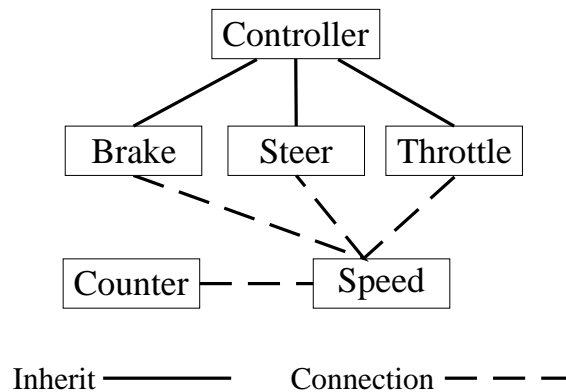 Controller
Brake Steer Throttle
Counter Speed
Inherit Connection